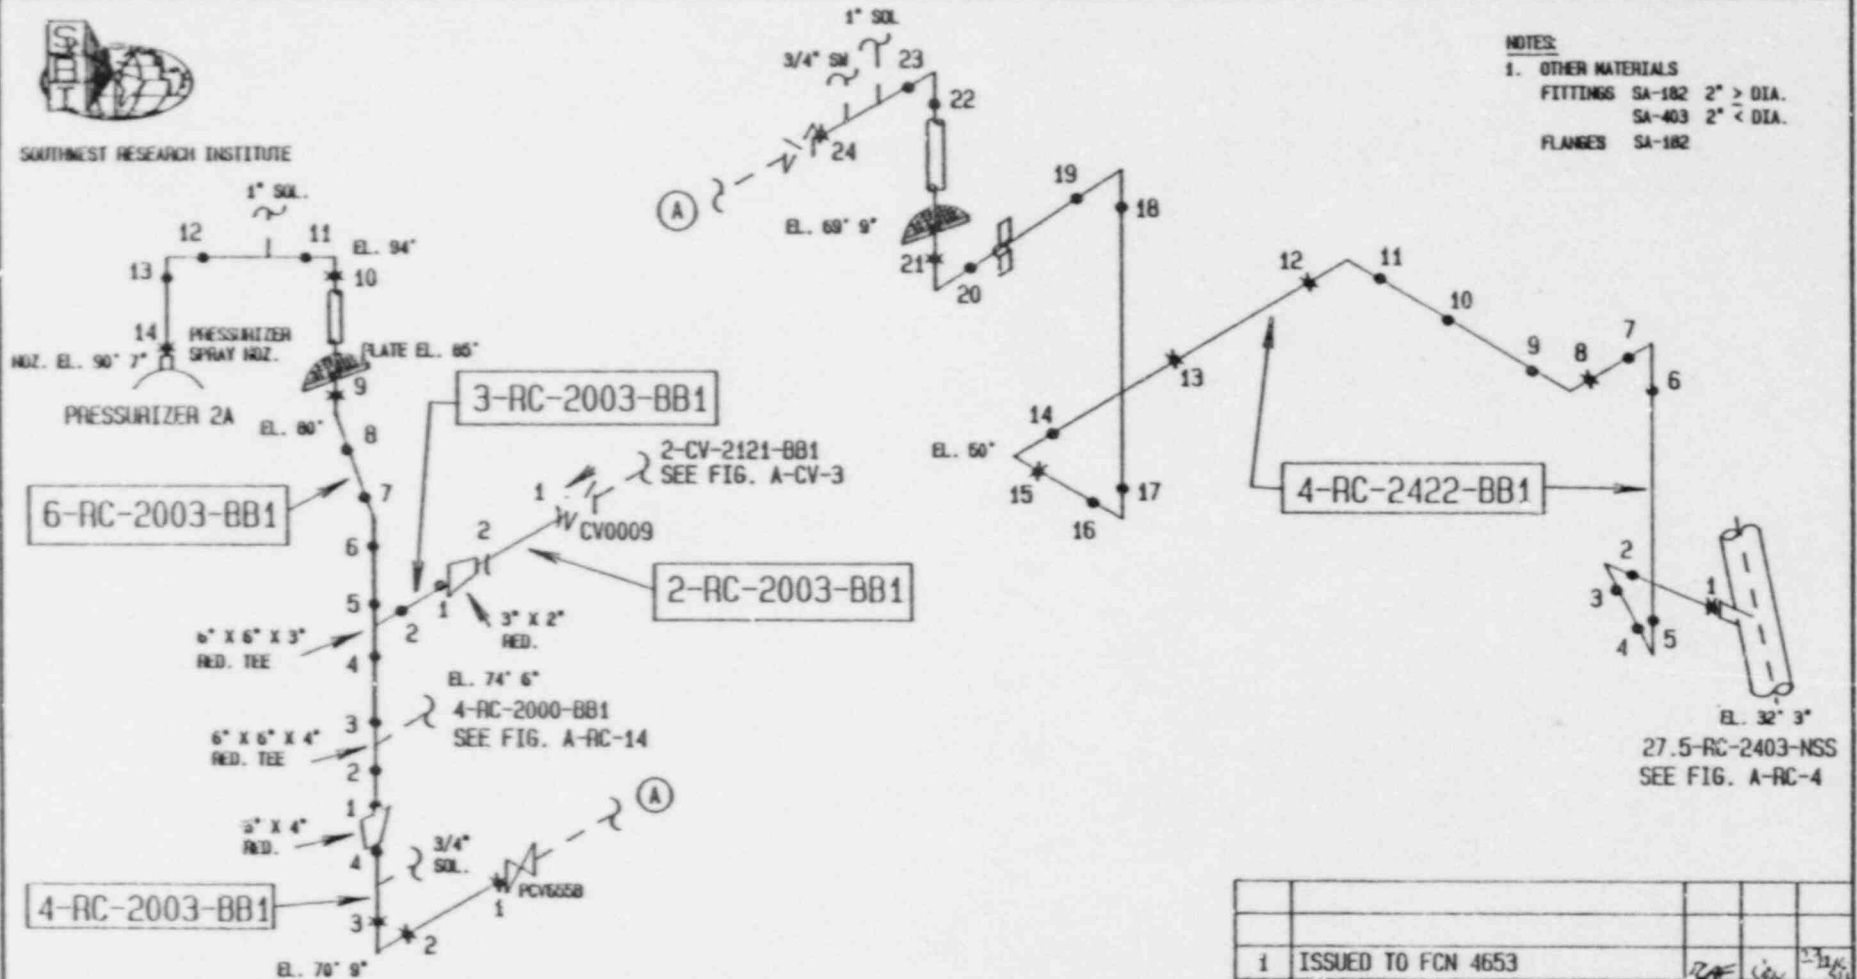 SOUTHWEST RESEARCH INSTITUTE
1" SOL.
12
11
EL. 94'
13
10
14
PRESSURIZER
SPRAY NOZ.
NOZ. EL. 90' 7"
PLATE EL. 85'
9
PRESSURIZER 2A
EL. 80'
8
7
6-RC-2003-BB1
3-RC-2003-BB1
2-CV-2121-BB1
SEE FIG. A-CV-3
1
2
CV0009
6
5
2
1
2-RC-2003-BB1
3" X 2"
RED.
6" X 6" X 3"
RED. TEE
4
EL. 74' 6"
4-RC-2000-BB1
SEE FIG. A-RC-14
3
6" X 6" X 4"
RED. TEE
2
1
X 4"
RED.
4
3/4"
SOL.
A
PCV655B
1
4-RC-2003-BB1
3
2
EL. 70' 9"
1" SOL
3/4" SW
23
22
24
A
EL. 69' 9"
21
20
19
18
12
11
10
9
8
7
6
13
14
EL. 50'
15
16
17
4-RC-2422-BB1
2
1
3
4
5
EL. 32' 3"
27.5-RC-2403-NSS
SEE FIG. A-RC-4
NOTES:
1. OTHER MATERIALS
FITTINGS SA-182 2" > DIA.
SA-403 2" < DIA.
FLANGES SA-182
1 ISSUED TO FCN 4653